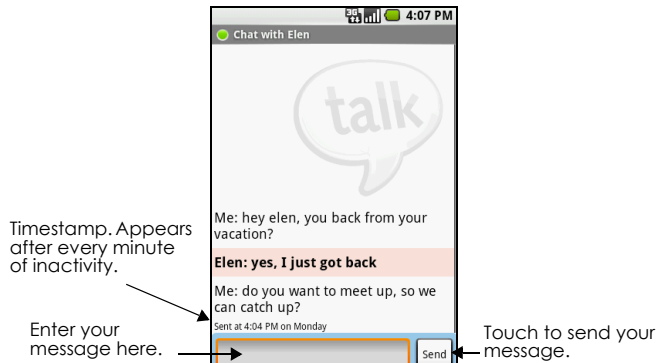 3G 4:07 PM
Chat with Elen
talk
Me: hey elen, you back from your
vacation?
Elen: yes, I just got back
Me: do you want to meet up, so we
can catch up?
Sent at 4:04 PM on Monday
Send
Timestamp. Appears
after every minute
of inactivity.
Enter your
message here.
Touch to send your
message.